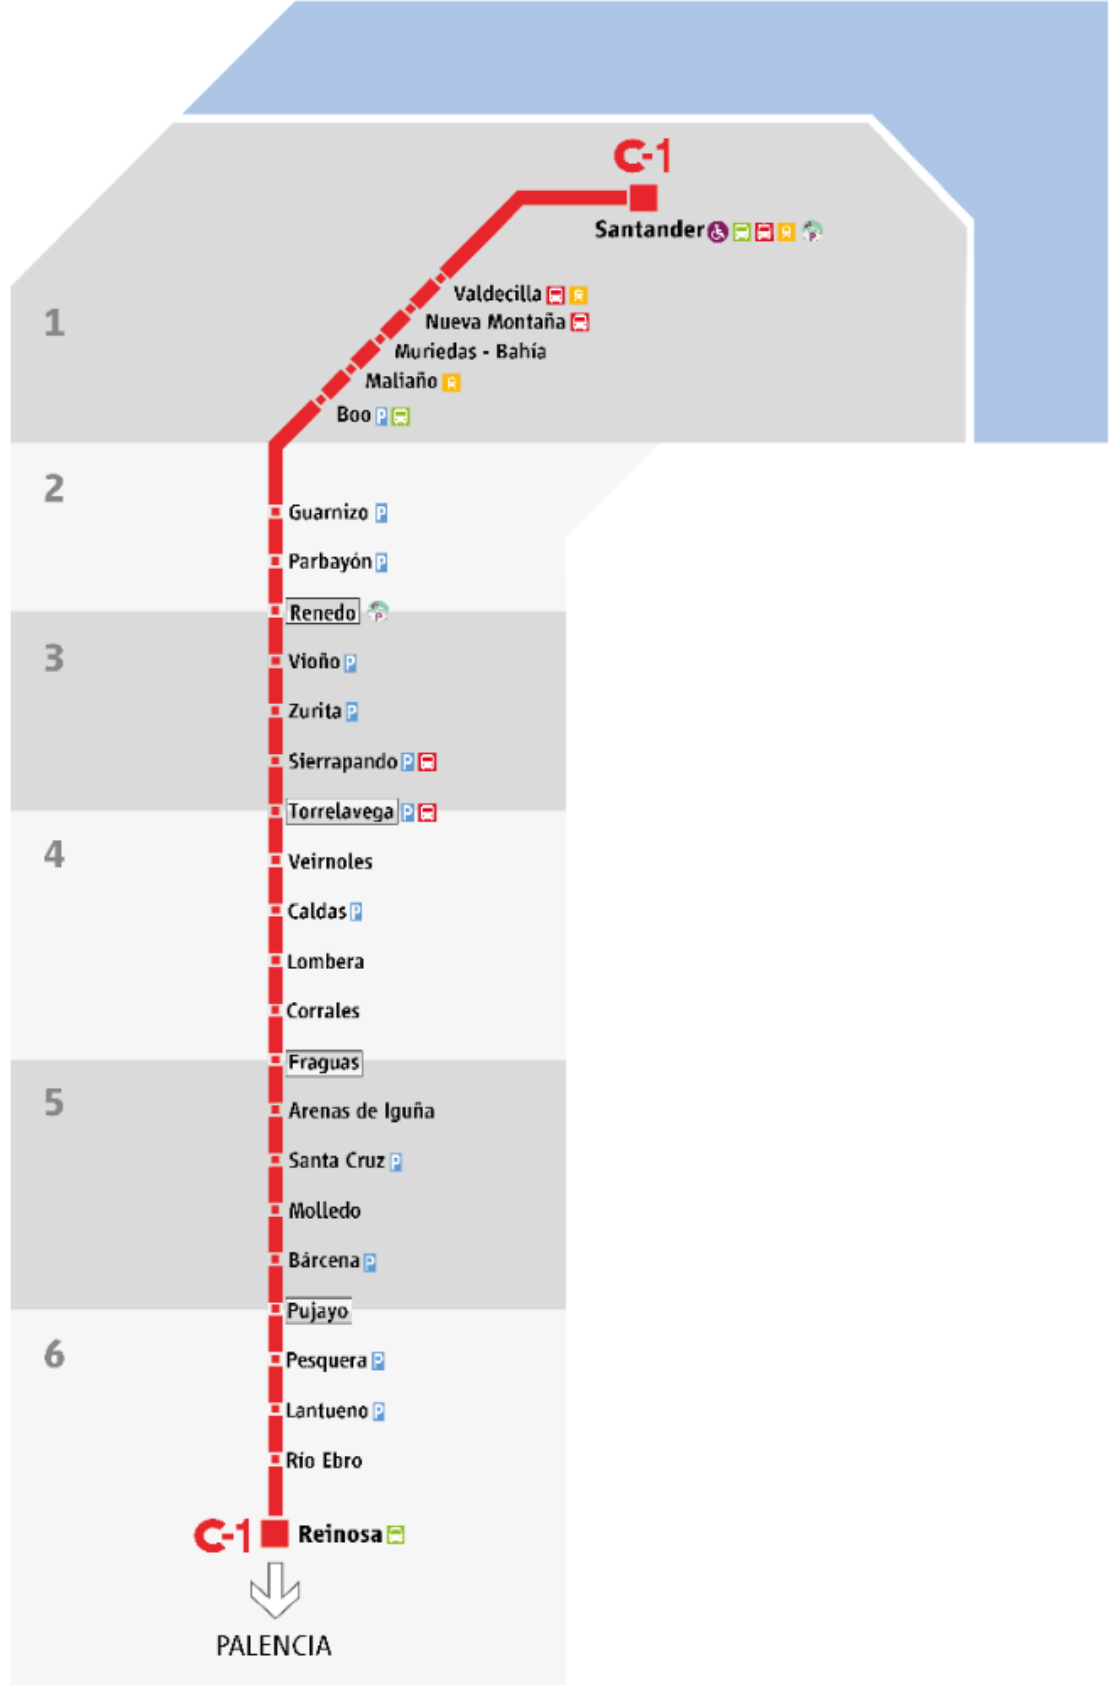 C-1
Santander
Valdecilla
1
Nueva Montaña
Muriedas - Bahía
Maliaño
Boo P
2
Guarnizo P
Parbayón P
Renedo P
3
Vioño P
Zurita P
Sierrapando P
Torrelavega P
4
Veirnoles
Caldas P
Lombera
Corrales
Fraguas
5
Arenas de Iguña
Santa Cruz P
Molledo
Bárcena P
Pujayo
6
Pesquera P
Lantueno P
Río Ebro
C-1 Reinosa
PALENCIA